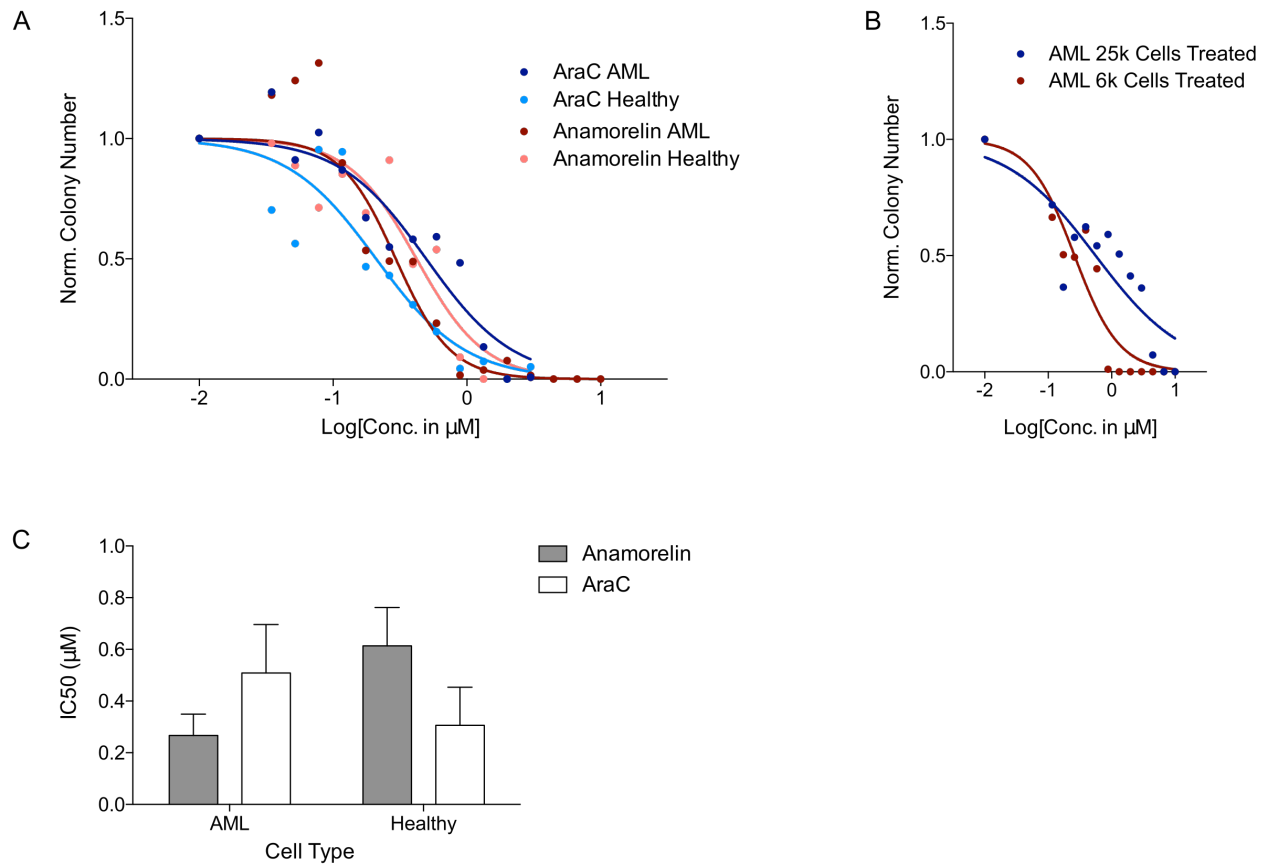 A
1.5
1.0
0.5
0.0
-2
-1
0
1
Norm. Colony Number
Log[Conc. in µM]
AraC AML
AraC Healthy
Anamorelin AML
Anamorelin Healthy
B
1.5
1.0
0.5
0.0
-2
-1
0
1
Norm. Colony Number
Log[Conc. in µM]
AML 25k Cells Treated
AML 6k Cells Treated
C
1.0
0.8
0.6
0.4
0.2
0.0
IC50 (µM)
AML
Healthy
Cell Type
Anamorelin
AraC